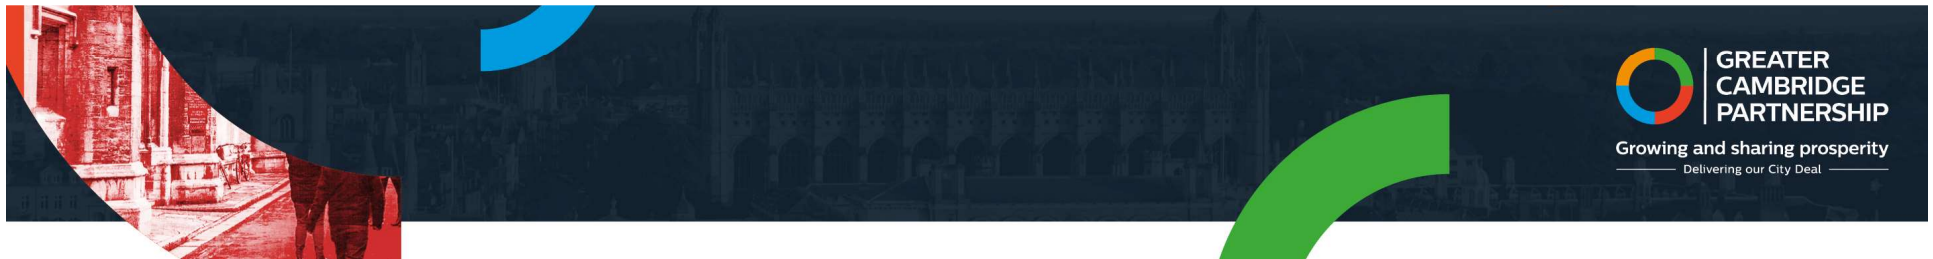 GREATER
CAMBRIDGE
PARTNERSHIP
Growing and sharing prosperity
Delivering our City Deal